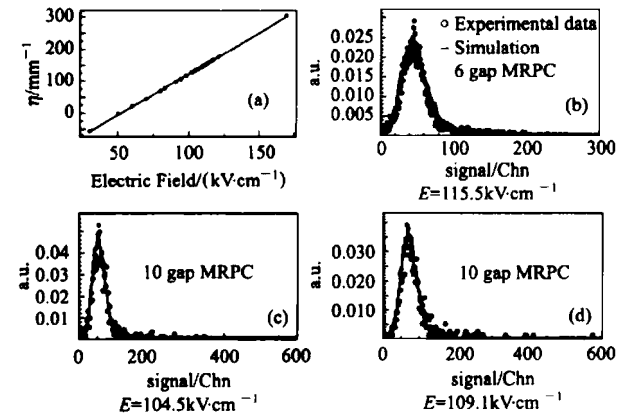 300
200
100
0
η/mm⁻¹
(a)
50 100 150
Electric Field/(kV·cm⁻¹)
0.025
0.020
0.015
0.010
0.005
a.u.
Experimental data
Simulation
6 gap MRPC
(b)
0 100 200 300
signal/Chn
E=115.5kV·cm⁻¹
0.04
0.03
0.02
0.01
a.u.
10 gap MRPC
(c)
0 200 400 600
signal/Chn
E=104.5kV·cm⁻¹
0.030
0.020
0.010
a.u.
10 gap MRPC
(d)
0 200 400 600
signal/Chn
E=109.1kV·cm⁻¹